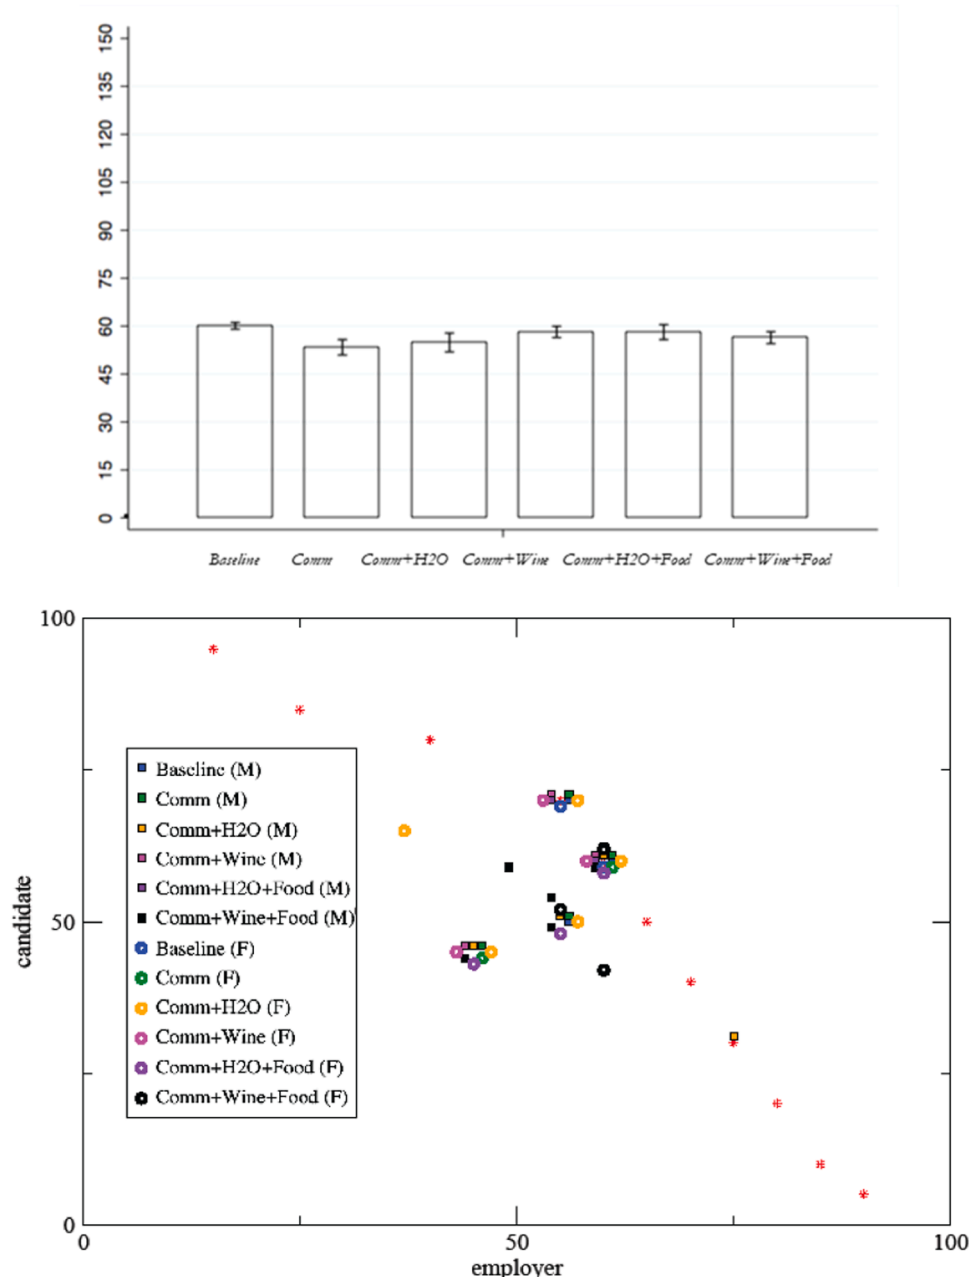 150
135
120
105
90
75
60
45
30
15
0
Baseline Comm Comm+H2O Comm+Wine Comm+H2O+Food Comm+Wine+Food
100
50
0
candidate
Baseline (M)
Comm (M)
Comm+H2O (M)
Comm+Wine (M)
Comm+H2O+Food (M)
Comm+Wine+Food (M)
Baseline (F)
Comm (F)
Comm+H2O (F)
Comm+Wine (F)
Comm+H2O+Food (F)
Comm+Wine+Food (F)
0 50 100
employer